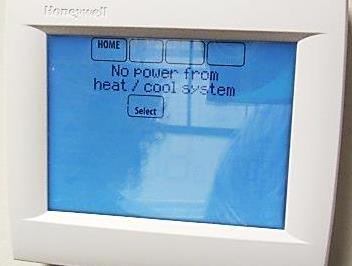 Honeywell
HOME
No power from
heat / cool system
Select